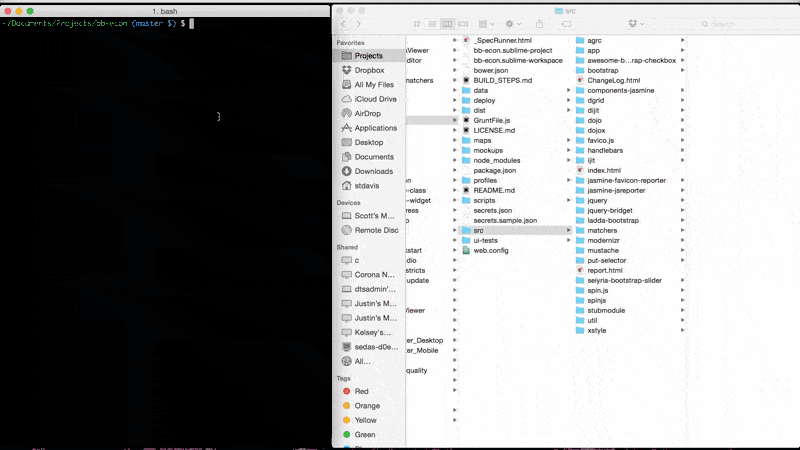 1. bash
~/Documents/Projects/bb-econ (master $) $
src
Search
Favorites
Projects
Dropbox
All My Files
iCloud Drive
AirDrop
Applications
Desktop
Documents
Downloads
stdavis
Devices
Scott's M...
Remote Disc
Shared
c
Corona N...
dtsadmin'...
Justin's M...
Justin's M...
Kelsey's...
sedas-d0e...
All...
Tags
Red
Orange
Yellow
Green
Viewer
ditor
matchers
on
-class
-widget
ress
p
kstart
dio
stricts
update
iewer
er_Desktop
er_Mobile
quality
_SpecRunner.html
bb-econ.sublime-project
bb-econ.sublime-workspace
bower.json
BUILD_STEPS.md
data
deploy
dist
GruntFile.js
LICENSE.md
maps
mockups
node_modules
package.json
profiles
README.md
scripts
secrets.json
secrets.sample.json
src
ui-tests
web.config
agrc
app
awesome-b...rap-checkbox
bootstrap
ChangeLog.html
components-jasmine
dgrid
dijit
dojo
dojox
favico.js
handlebars
ijit
index.html
jasmine-favicon-reporter
jasmine-jsreporter
jquery
jquery-bridget
ladda-bootstrap
matchers
modernizr
mustache
put-selector
report.html
seiyria-bootstrap-slider
spin.js
spinjs
stubmodule
util
xstyle